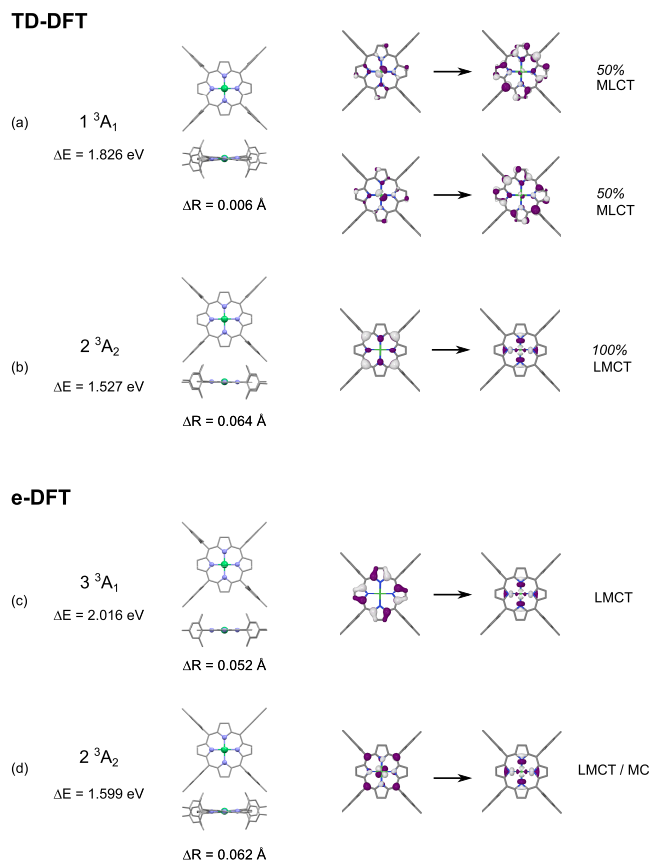 TD-DFT
(a)
1 ³A₁
ΔE = 1.826 eV
ΔR = 0.006 Å
50%
MLCT
50%
MLCT
(b)
2 ³A₂
ΔE = 1.527 eV
ΔR = 0.064 Å
100%
LMCT
e-DFT
(c)
3 ³A₁
ΔE = 2.016 eV
ΔR = 0.052 Å
LMCT
(d)
2 ³A₂
ΔE = 1.599 eV
ΔR = 0.062 Å
LMCT / MC